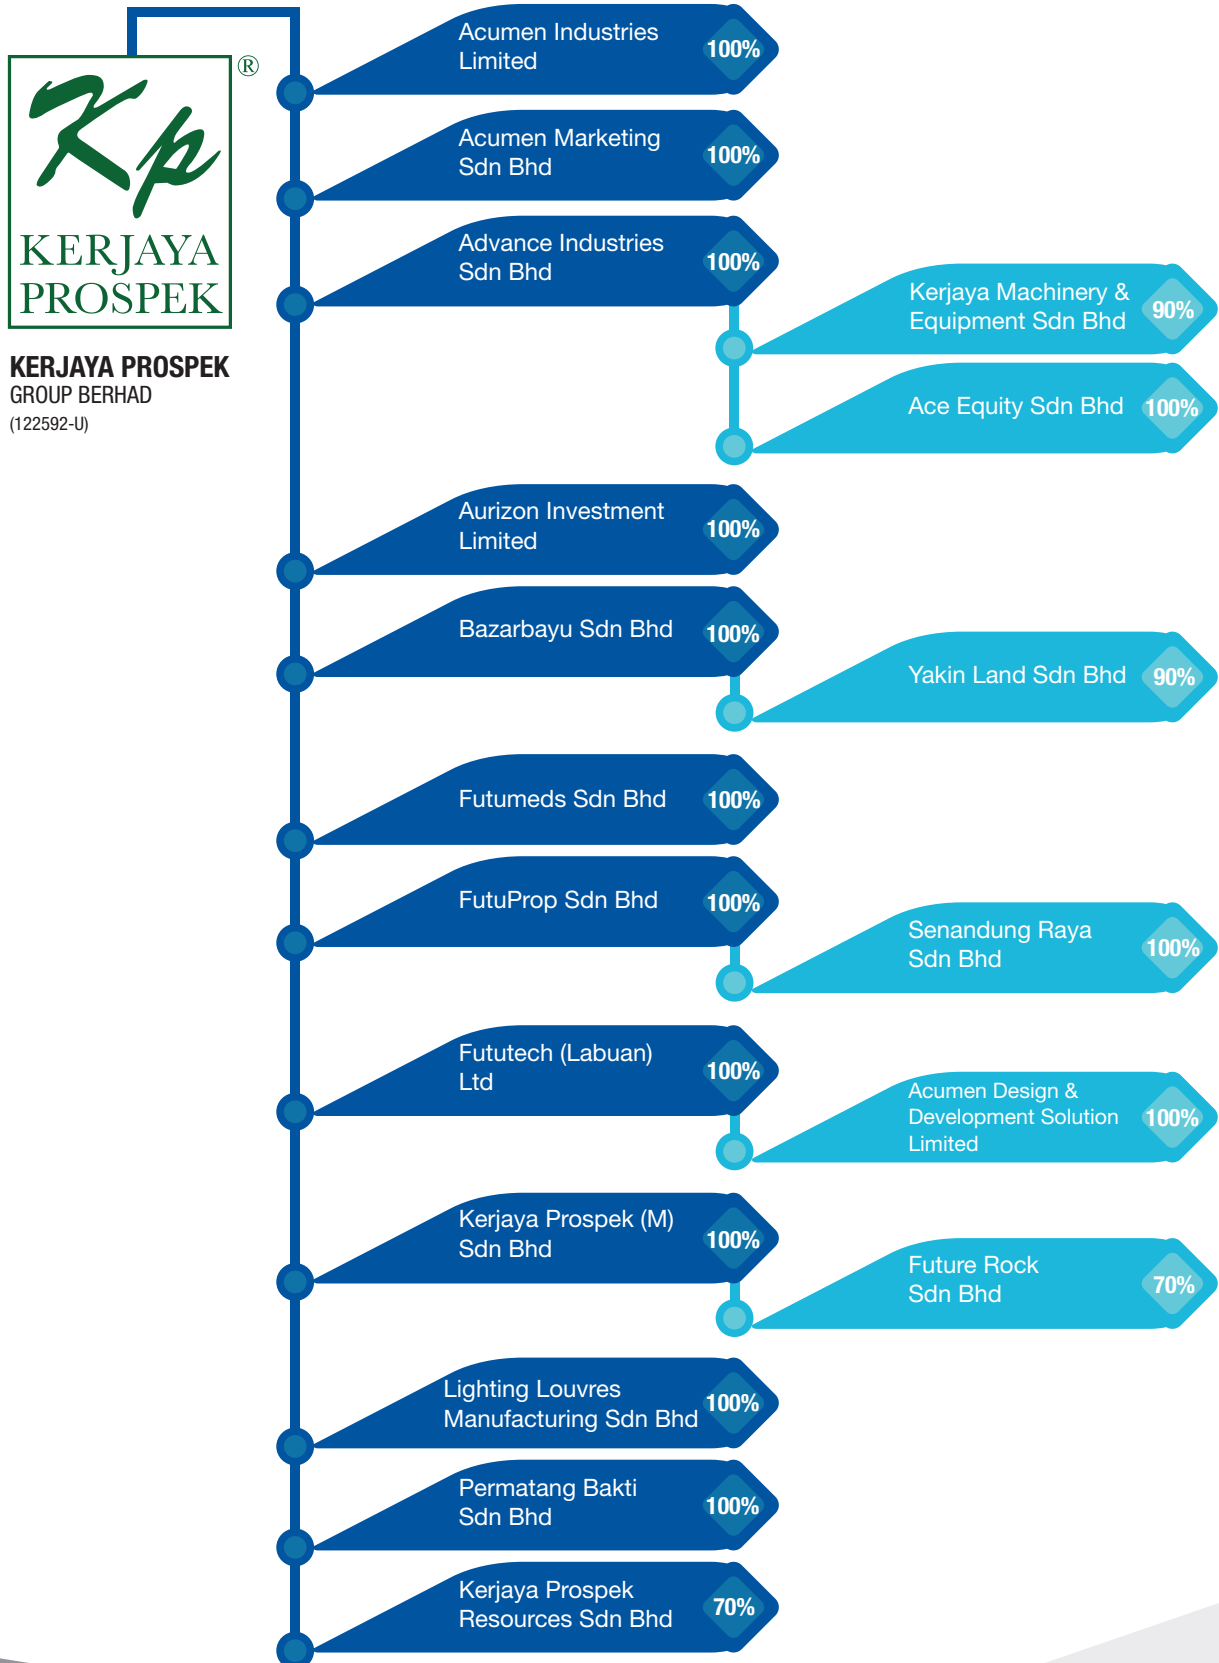 Kp
®
KERJAYA
PROSPEK
KERJAYA PROSPEK
GROUP BERHAD
(122592-U)
Acumen Industries
Limited
100%
Acumen Marketing
Sdn Bhd
100%
Advance Industries
Sdn Bhd
100%
Kerjaya Machinery &
Equipment Sdn Bhd
90%
Ace Equity Sdn Bhd
100%
Aurizon Investment
Limited
100%
Bazarbayu Sdn Bhd
100%
Yakin Land Sdn Bhd
90%
Futumeds Sdn Bhd
100%
FutuProp Sdn Bhd
100%
Senandung Raya
Sdn Bhd
100%
Fututech (Labuan)
Ltd
100%
Acumen Design &
Development Solution
Limited
100%
Kerjaya Prospek (M)
Sdn Bhd
100%
Future Rock
Sdn Bhd
70%
Lighting Louvres
Manufacturing Sdn Bhd
100%
Permatang Bakti
Sdn Bhd
100%
Kerjaya Prospek
Resources Sdn Bhd
70%